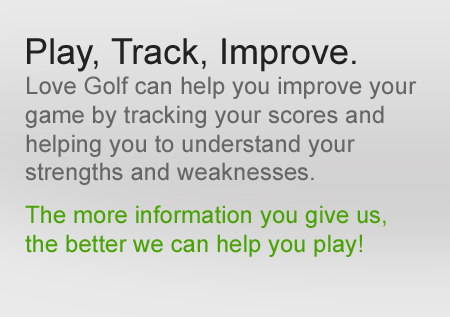 Play, Track, Improve.
Love Golf can help you improve your
game by tracking your scores and
helping you to understand your
strengths and weaknesses.
The more information you give us,
the better we can help you play!